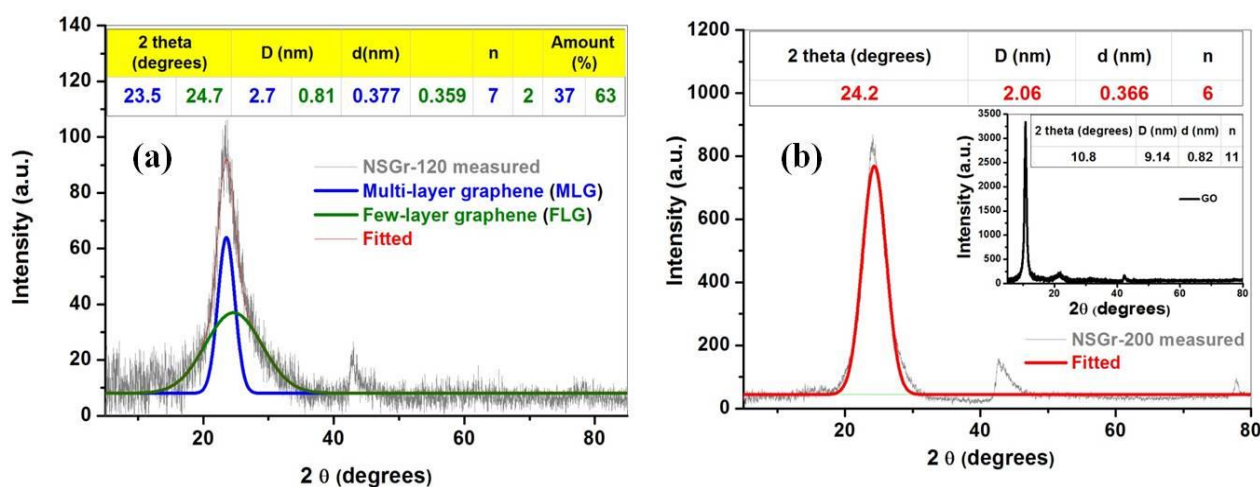 140
120
100
80
60
40
20
0
20
40
60
80
Intensity (a.u.)
2 θ (degrees)
2 theta (degrees) D (nm) d(nm) n Amount (%)
23.5 24.7 2.7 0.81 0.377 0.359 7 2 37 63
(a)
NSGr-120 measured
Multi-layer graphene (MLG)
Few-layer graphene (FLG)
Fitted
1200
1000
800
600
400
200
0
20
40
60
80
Intensity (a.u.)
2 θ (degrees)
2 theta (degrees) D (nm) d (nm) n
24.2 2.06 0.366 6
(b)
3500
3000
2500
2000
1500
1000
500
0
20
40
60
80
Intensity (a.u.)
2θ (degrees)
2 theta (degrees) D (nm) d (nm) n
10.8 9.14 0.82 11
GO
NSGr-200 measured
Fitted